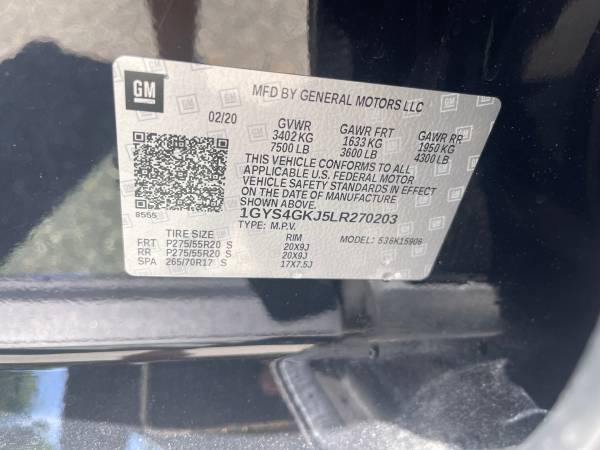 GM
MFD BY GENERAL MOTORS LLC
02/20 GVWR GAWR FRT GAWR RR
3402 KG 1633 KG 1950 KG
7500 LB 3600 LB 4300 LB
THIS VEHICLE CONFORMS TO ALL
APPLICABLE U.S. FEDERAL MOTOR
VEHICLE SAFETY STANDARDS IN EFFECT
ON THE DATE OF MANUFACTURE
SHOWN ABOVE.
8555 1GYS4GKJ5LR270203
TYPE: M.P.V. MODEL: 536K15906
TIRE SIZE RIM
FRT P275/55R20 S 20X9J
RR P275/55R20 S 20X9J
SPA 265/70R17 S 17X7.5J